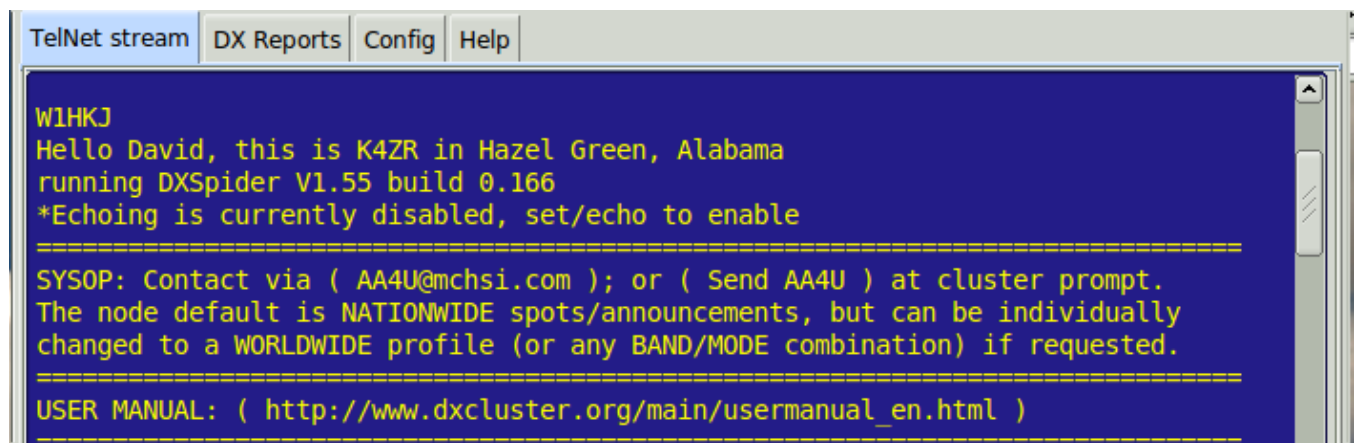 TelNet stream DX Reports Config Help
W1HKJ
Hello David, this is K4ZR in Hazel Green, Alabama
running DXSpider V1.55 build 0.166
*Echoing is currently disabled, set/echo to enable
===============================================================================
SYSOP: Contact via ( AA4U@mchsi.com ); or ( Send AA4U ) at cluster prompt.
The node default is NATIONWIDE spots/announcements, but can be individually
changed to a WORLDWIDE profile (or any BAND/MODE combination) if requested.
===============================================================================
USER MANUAL: ( http://www.dxcluster.org/main/usermanual_en.html )
===============================================================================